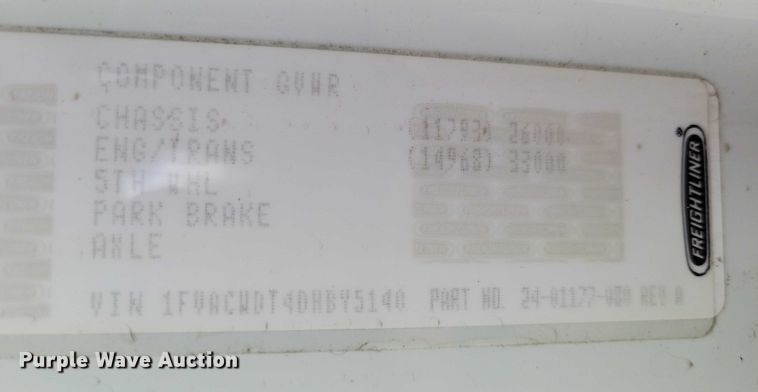 COMPONENT GVWR
CHASSIS (11793) 26000
ENG/TRANS (14968) 33000
5TH WHL
PARK BRAKE
AXLE
VIN 1FVACWDT4DHBY5140 PART NO. 24-01177-080 REV A
FREIGHTLINER
Purple Wave Auction